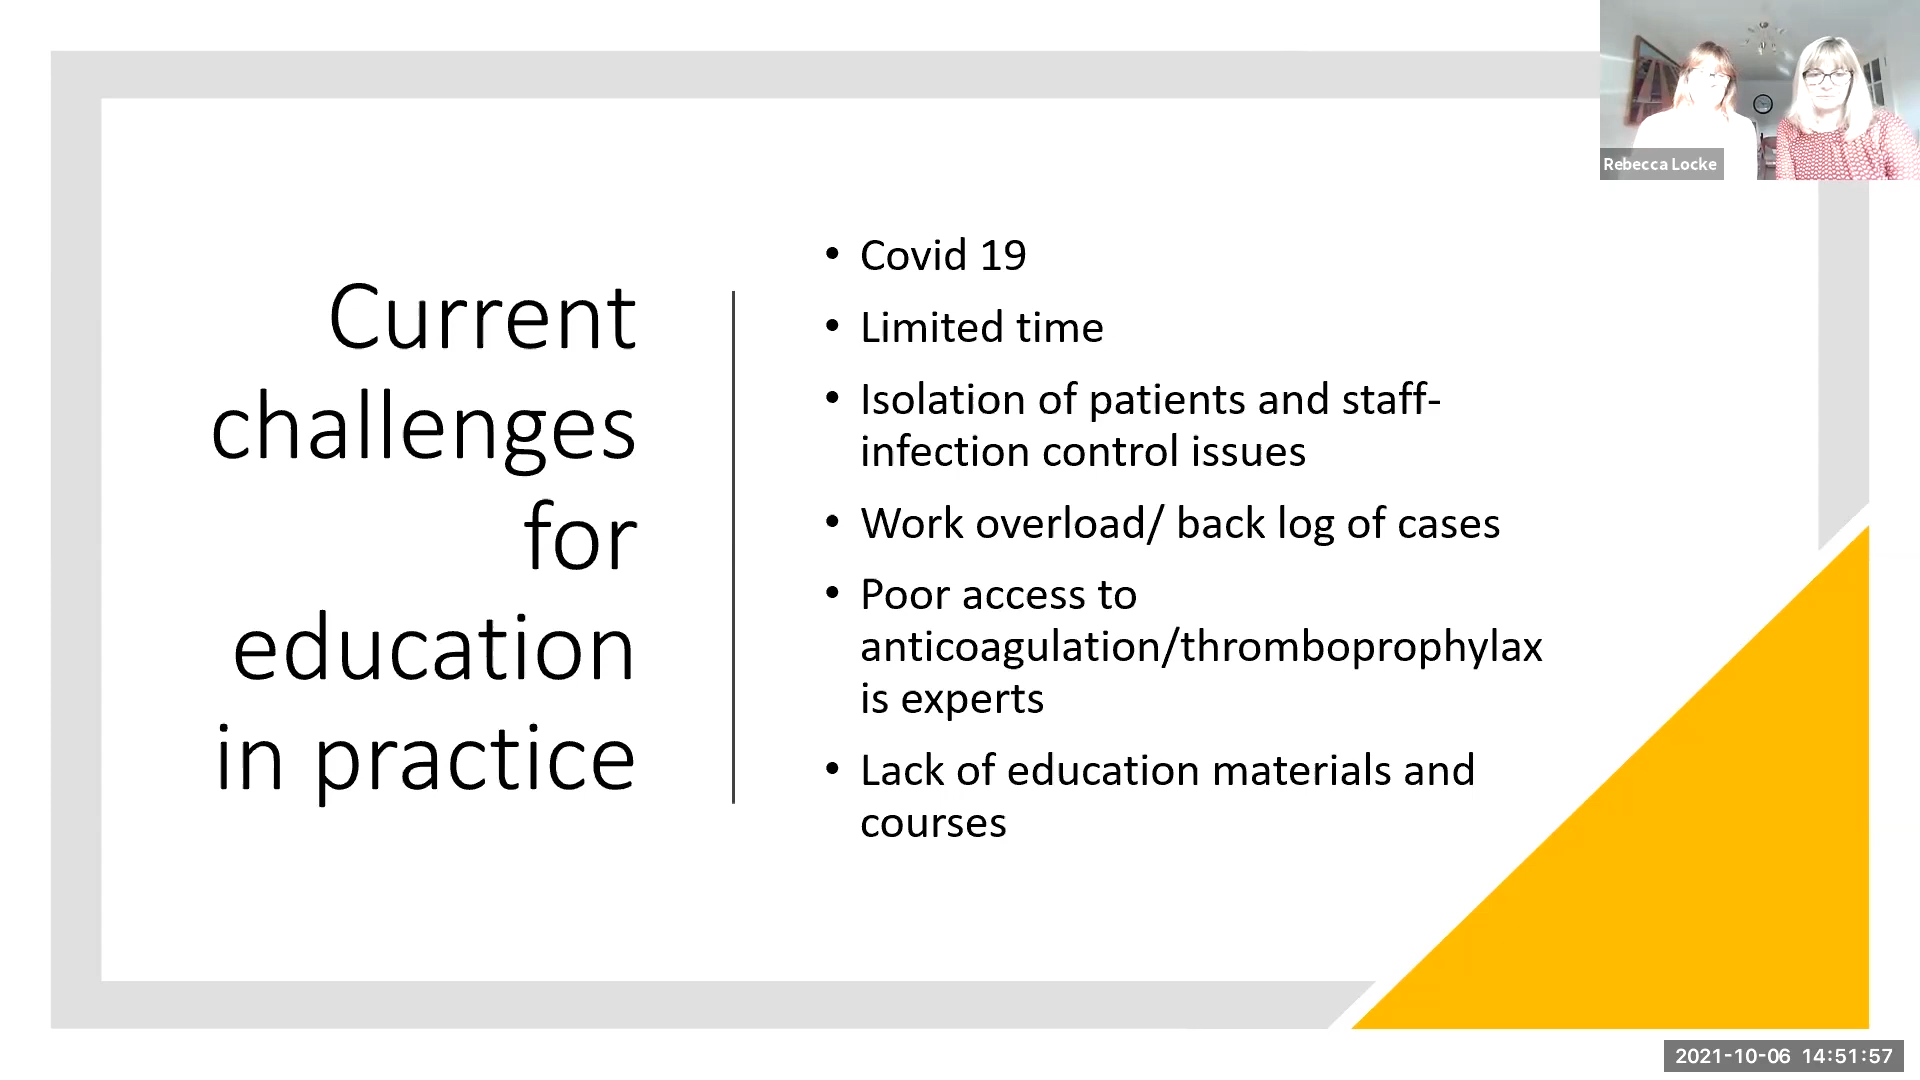 Current
challenges
for
education
in practice
• Covid 19
• Limited time
• Isolation of patients and staff-
infection control issues
• Work overload/ back log of cases
• Poor access to
anticoagulation/thromboprophylax
is experts
• Lack of education materials and
courses
Rebecca Locke
2021-10-06 14:51:57